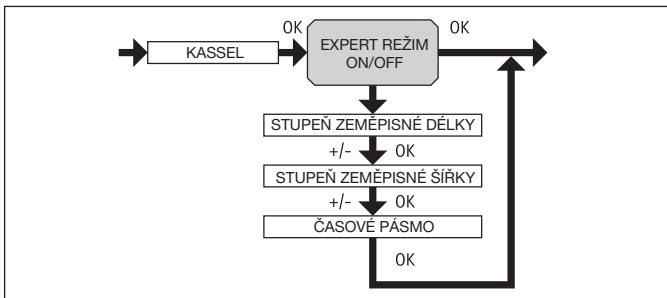 OK
KASSEL
EXPERT REŽIM
ON/OFF
OK
STUPEŇ ZEMĚPISNÉ DÉLKY
+/- OK
STUPEŇ ZEMĚPISNÉ ŠÍŘKY
+/- OK
ČASOVÉ PÁSMO
OK